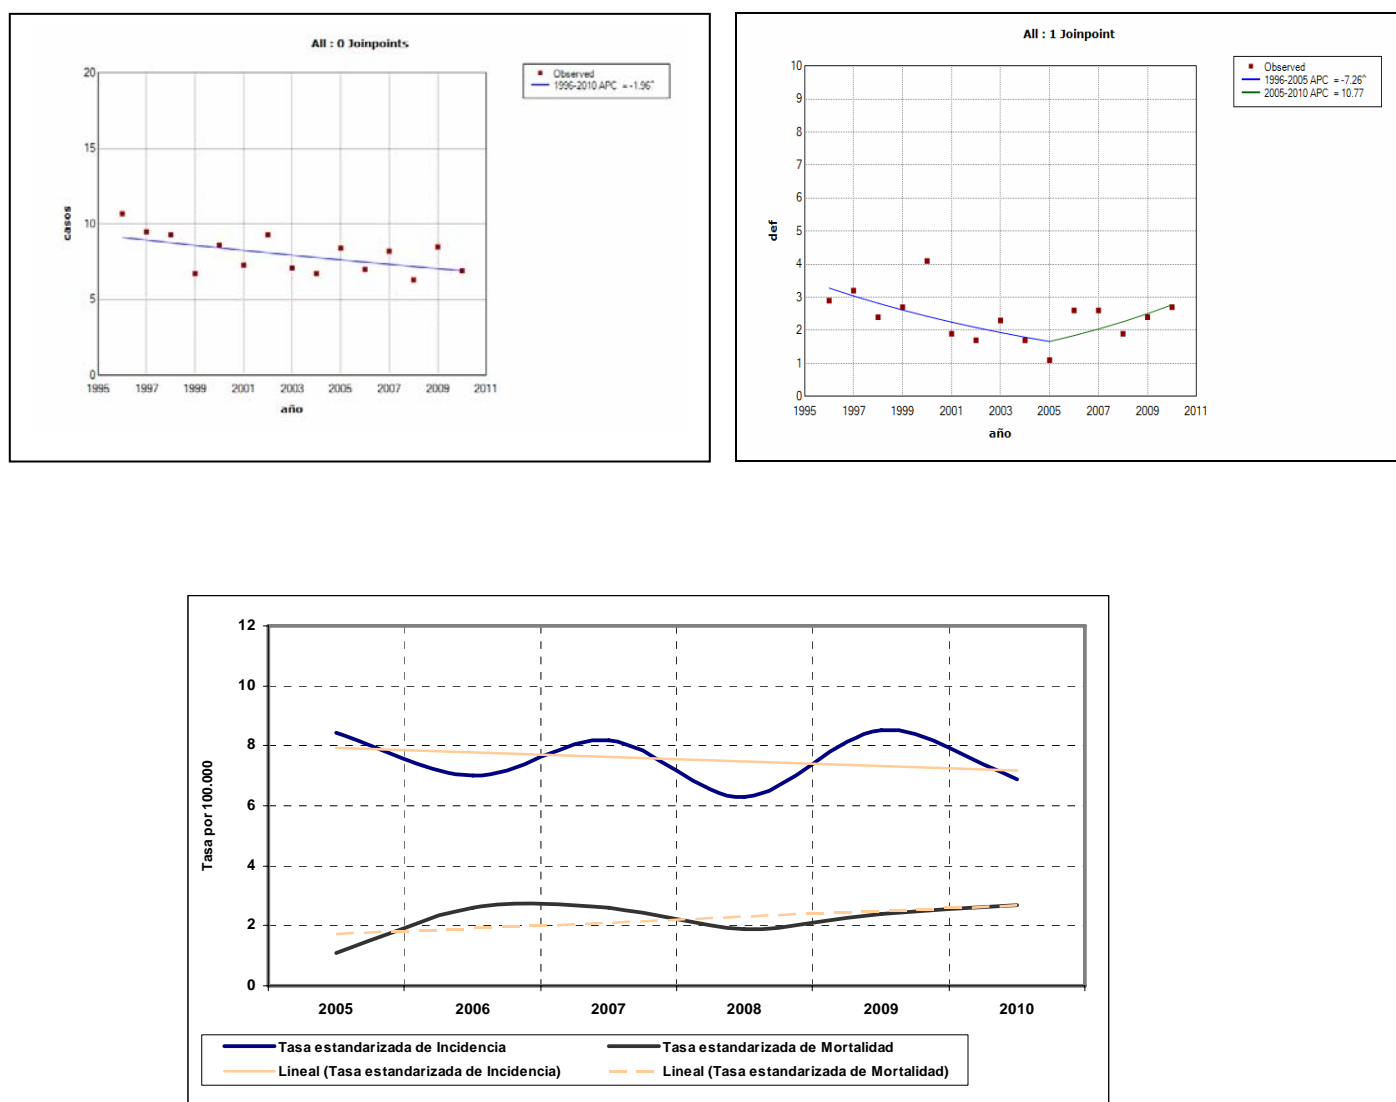 All : 0 Joinpoints
Observed
1996-2010 APC = -1.96^
casos
20
15
10
5
0
1995 1997 1999 2001 2003 2005 2007 2009 2011
año
All : 1 Joinpoint
Observed
1996-2005 APC = -7.26^
2005-2010 APC = 10.77
def
10
9
8
7
6
5
4
3
2
1
0
1995 1997 1999 2001 2003 2005 2007 2009 2011
año
Tasa por 100.000
12
10
8
6
4
2
0
2005 2006 2007 2008 2009 2010
Tasa estandarizada de Incidencia Tasa estandarizada de Mortalidad
Lineal (Tasa estandarizada de Incidencia) Lineal (Tasa estandarizada de Mortalidad)